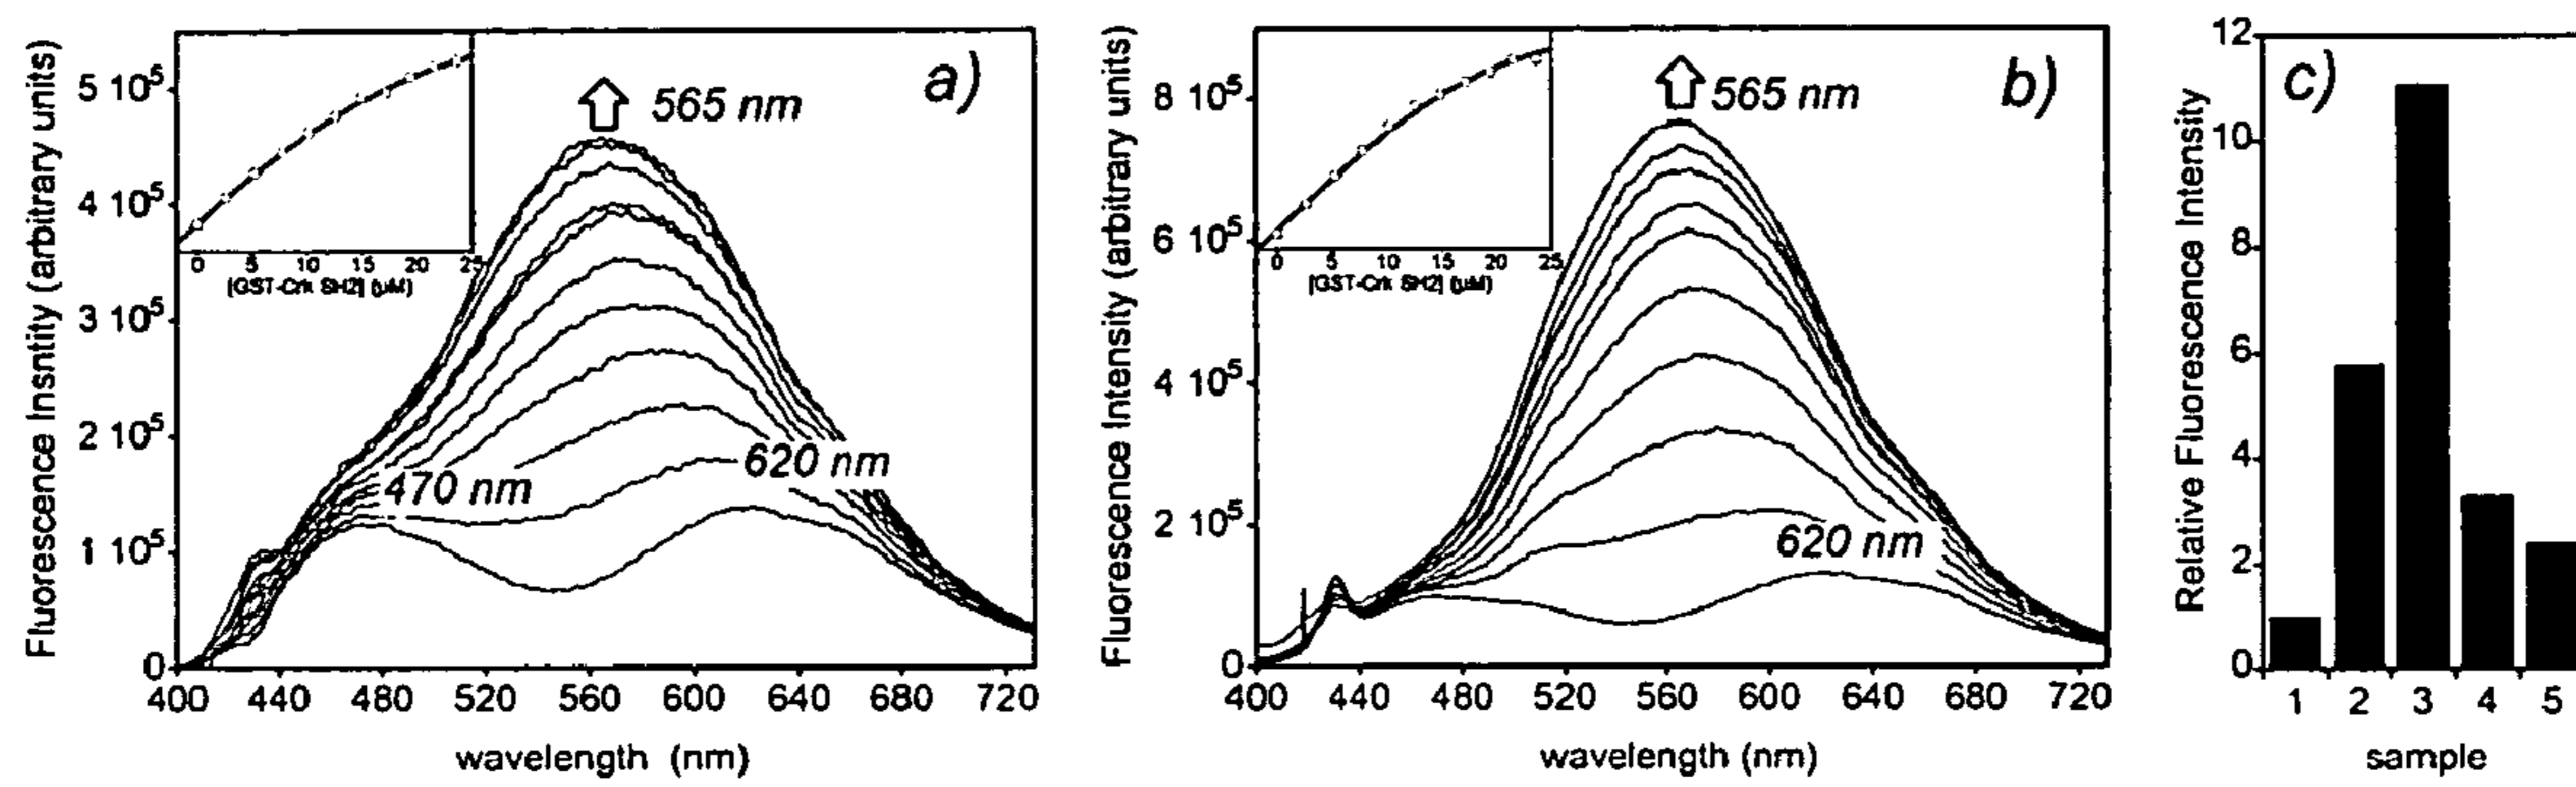 Fluorescence Insntity (arbitrary units)
5 10⁵
4 10⁵
3 10⁵
2 10⁵
1 10⁵
0
400 440 480 520 560 600 640 680 720
wavelength (nm)
a)
565 nm
470 nm
620 nm
0 5 10 15 20 25
[GST-Crk SH2] (µM)
Fluorescence Intensity (arbitrary units)
8 10⁵
6 10⁵
4 10⁵
2 10⁵
0
400 440 480 520 560 600 640 680 720
wavelength (nm)
b)
565 nm
620 nm
0 5 10 15 20 25
[GST-Crk SH2] (µM)
Relative Fluorescence Intensity
12
10
8
6
4
2
0
1 2 3 4 5
sample
c)